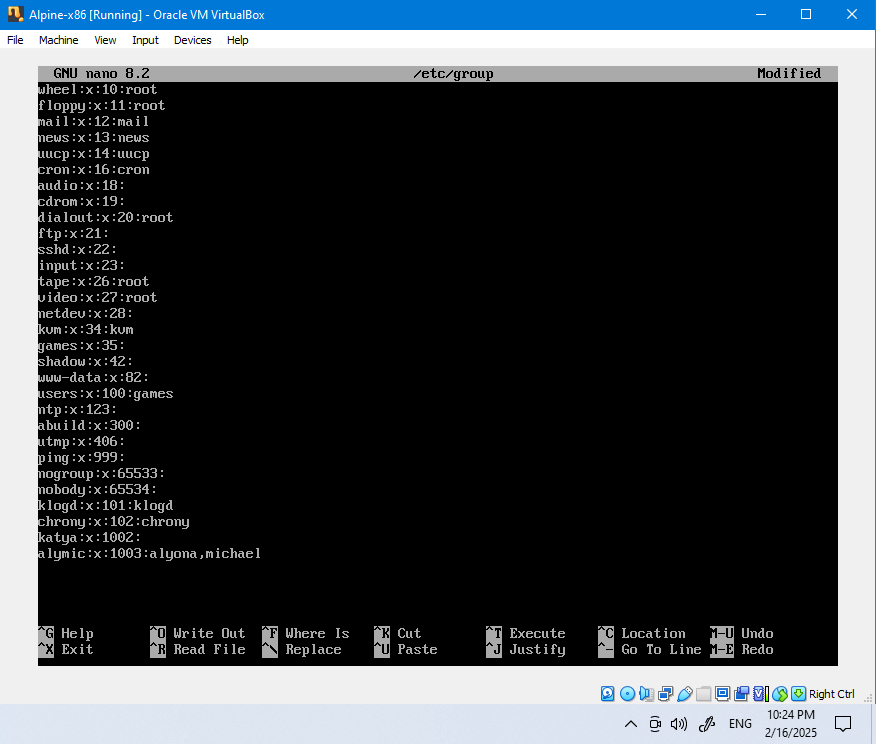 Alpine-x86 [Running] - Oracle VM VirtualBox
File Machine View Input Devices Help
GNU nano 8.2 /etc/group Modified
wheel:x:10:root
floppy:x:11:root
mail:x:12:mail
news:x:13:news
uucp:x:14:uucp
cron:x:16:cron
audio:x:18:
cdrom:x:19:
dialout:x:20:root
ftp:x:21:
sshd:x:22:
input:x:23:
tape:x:26:root
video:x:27:root
netdev:x:28:
kvm:x:34:kvm
games:x:35:
shadow:x:42:
www-data:x:82:
users:x:100:games
ntp:x:123:
abuild:x:300:
utmp:x:406:
ping:x:999:
nogroup:x:65533:
nobody:x:65534:
klogd:x:101:klogd
chrony:x:102:chrony
katya:x:1002:
alymic:x:1003:alyona,michael
^G Help ^O Write Out ^F Where Is ^K Cut ^T Execute ^C Location M-U Undo
^X Exit ^R Read File ^\ Replace ^U Paste ^J Justify ^- Go To Line M-E Redo
Right Ctrl
ENG 10:24 PM
2/16/2025